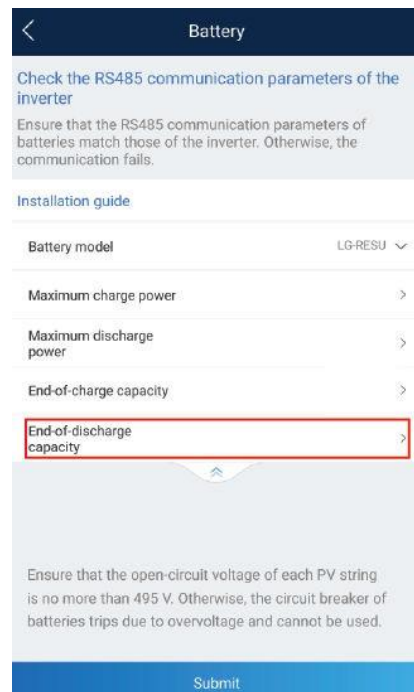 Battery
Check the RS485 communication parameters of the
inverter
Ensure that the RS485 communication parameters of
batteries match those of the inverter. Otherwise, the
communication fails.
Installation guide
Battery model LG-RESU
Maximum charge power
Maximum discharge
power
End-of-charge capacity
End-of-discharge
capacity
Ensure that the open-circuit voltage of each PV string
is no more than 495 V. Otherwise, the circuit breaker of
batteries trips due to overvoltage and cannot be used.
Submit